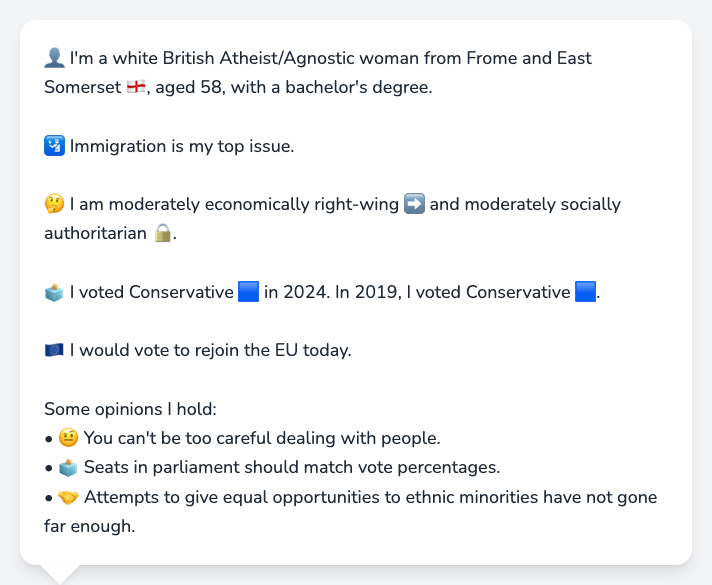 👤 I'm a white British Atheist/Agnostic woman from Frome and East
Somerset 🏴󠁧󠁢󠁥󠁮󠁧󠁿, aged 58, with a bachelor's degree.
🛂 Immigration is my top issue.
🤔 I am moderately economically right-wing ➡️ and moderately socially
authoritarian 🔒.
🗳️ I voted Conservative 🟦 in 2024. In 2019, I voted Conservative 🟦.
🇪🇺 I would vote to rejoin the EU today.
Some opinions I hold:
• 🤨 You can't be too careful dealing with people.
• 🗳️ Seats in parliament should match vote percentages.
• 🤝 Attempts to give equal opportunities to ethnic minorities have not gone
far enough.